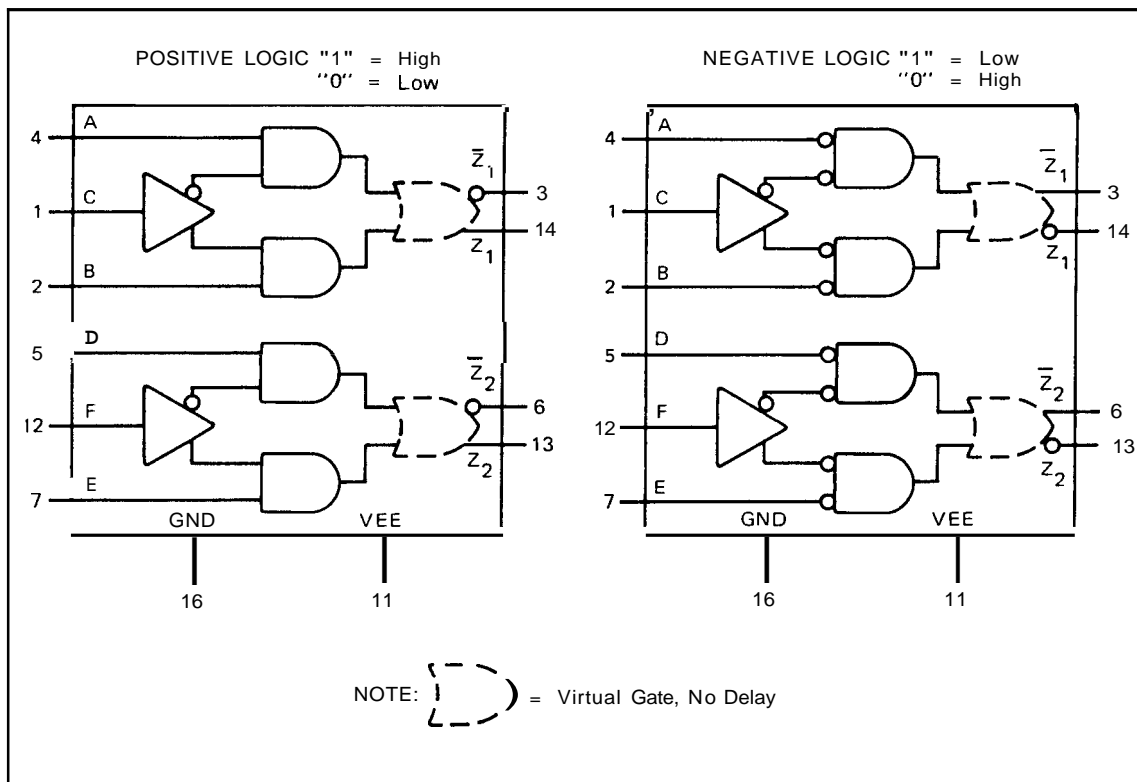 POSITIVE LOGIC "1" = High
"0" = Low
NEGATIVE LOGIC "1" = Low
"0" = High
A
4
C
1
B
2
Z̅1
3
14
Z1
D
5
F
12
E
7
Z̅2
6
13
Z2
GND
VEE
16
11
A
4
C
1
B
2
Z̅1
3
14
Z1
D
5
F
12
E
7
Z̅2
6
13
Z2
GND
VEE
16
11
NOTE: = Virtual Gate, No Delay